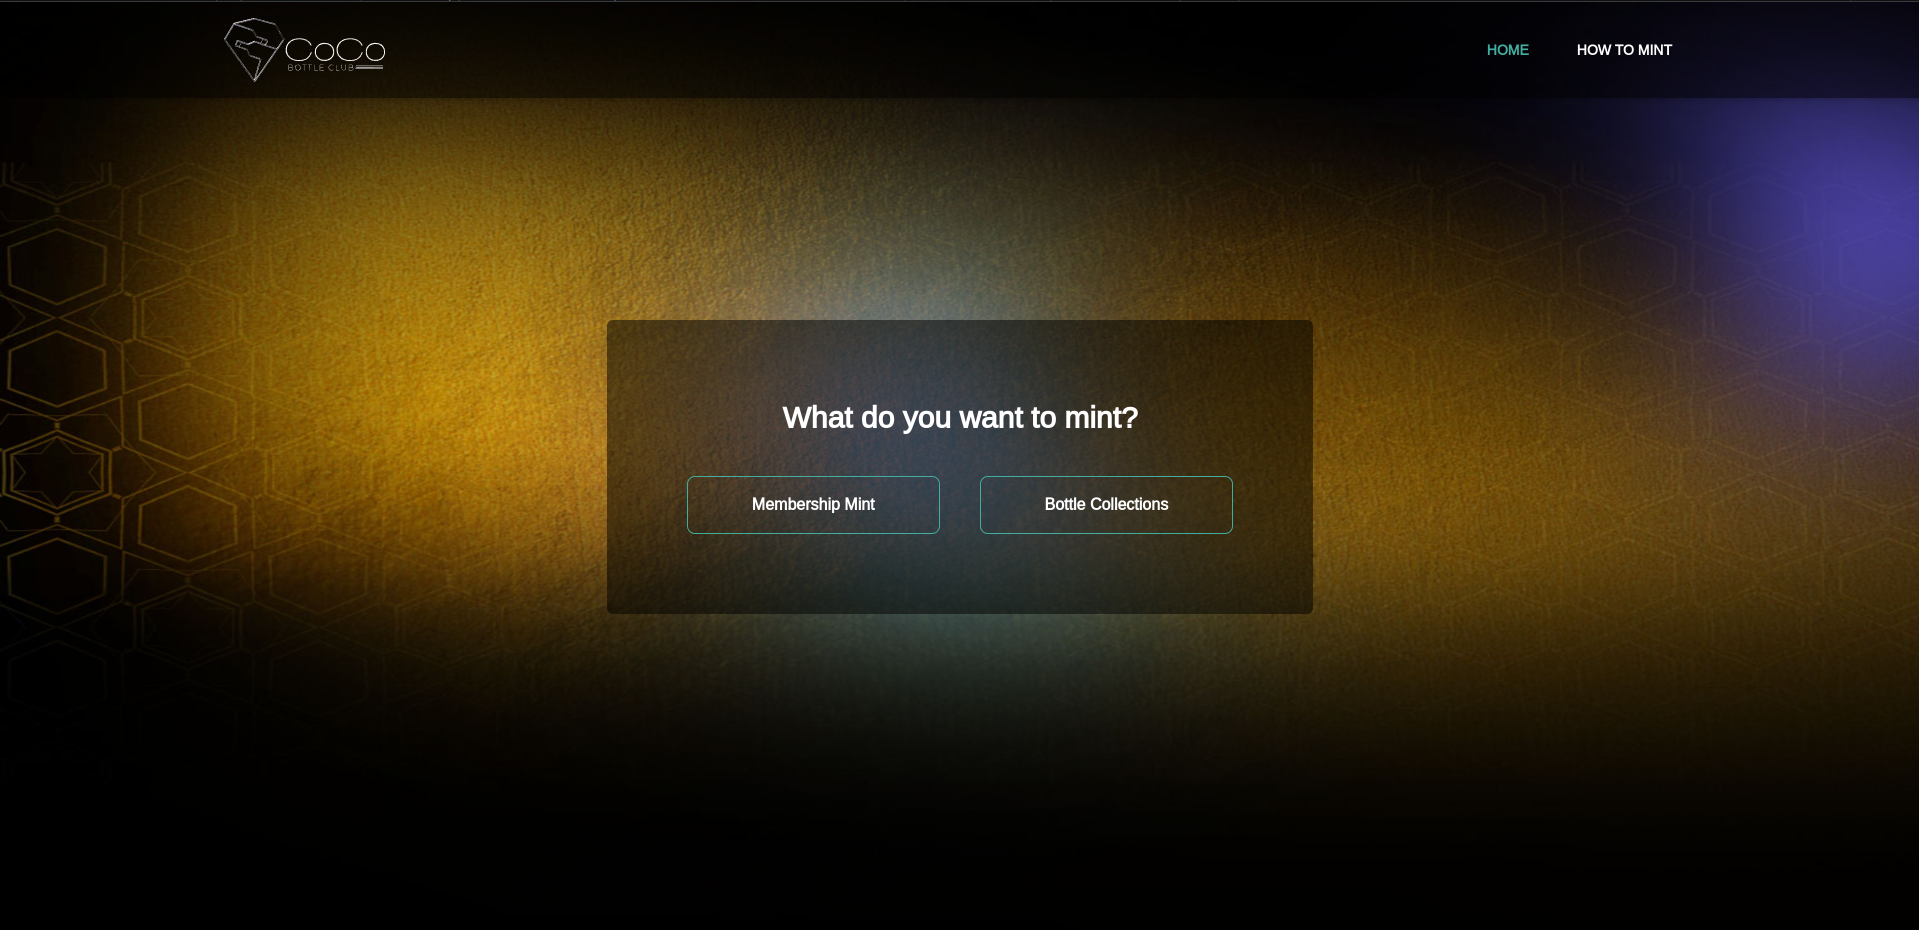 CoCo
BOTTLE CLUB
HOME
HOW TO MINT
What do you want to mint?
Membership Mint
Bottle Collections